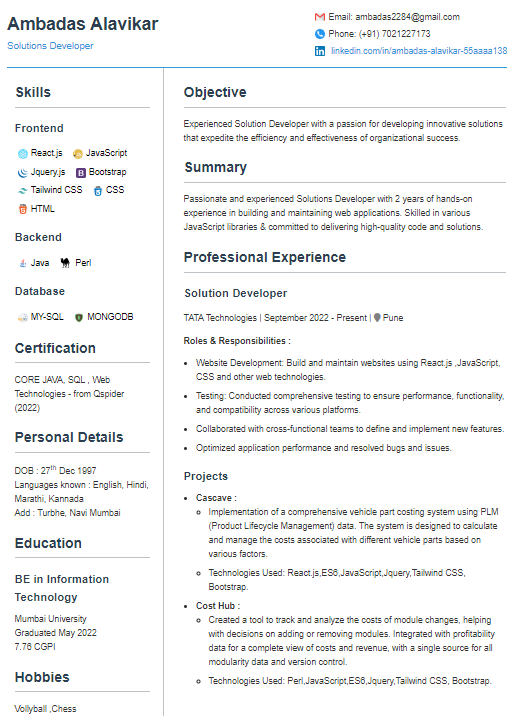 Ambadas Alavikar
Solutions Developer
Email: ambadas2284@gmail.com
Phone: (+91) 7021227173
linkedin.com/in/ambadas-alavikar-55aaaa138
Skills
Frontend
React.js JavaScript
Jquery.js Bootstrap
Tailwind CSS CSS
HTML
Backend
Java Perl
Database
MY-SQL MONGODB
Certification
CORE JAVA, SQL , Web
Technologies - from Qspider
(2022)
Personal Details
DOB : 27th Dec 1997
Languages known : English, Hindi,
Marathi, Kannada
Add : Turbhe, Navi Mumbai
Education
BE in Information
Technology
Mumbai University
Graduated May 2022
7.76 CGPI
Hobbies
Vollyball ,Chess
Objective
Experienced Solution Developer with a passion for developing innovative solutions
that expedite the efficiency and effectiveness of organizational success.
Summary
Passionate and experienced Solutions Developer with 2 years of hands-on
experience in building and maintaining web applications. Skilled in various
JavaScript libraries & committed to delivering high-quality code and solutions.
Professional Experience
Solution Developer
TATA Technologies | September 2022 - Present | Pune
Roles & Responsibilities :
• Website Development: Build and maintain websites using React.js ,JavaScript,
CSS and other web technologies.
• Testing: Conducted comprehensive testing to ensure performance, functionality,
and compatibility across various platforms.
• Collaborated with cross-functional teams to define and implement new features.
• Optimized application performance and resolved bugs and issues.
Projects
• Cascave :
○ Implementation of a comprehensive vehicle part costing system using PLM
(Product Lifecycle Management) data. The system is designed to calculate
and manage the costs associated with different vehicle parts based on
various factors.
○ Technologies Used: React.js,ES6,JavaScript,Jquery,Tailwind CSS,
Bootstrap.
• Cost Hub :
○ Created a tool to track and analyze the costs of module changes, helping
with decisions on adding or removing modules. Integrated with profitability
data for a complete view of costs and revenue, with a single source for all
modularity data and version control.
○ Technologies Used: Perl,JavaScript,ES6,Jquery,Tailwind CSS, Bootstrap.